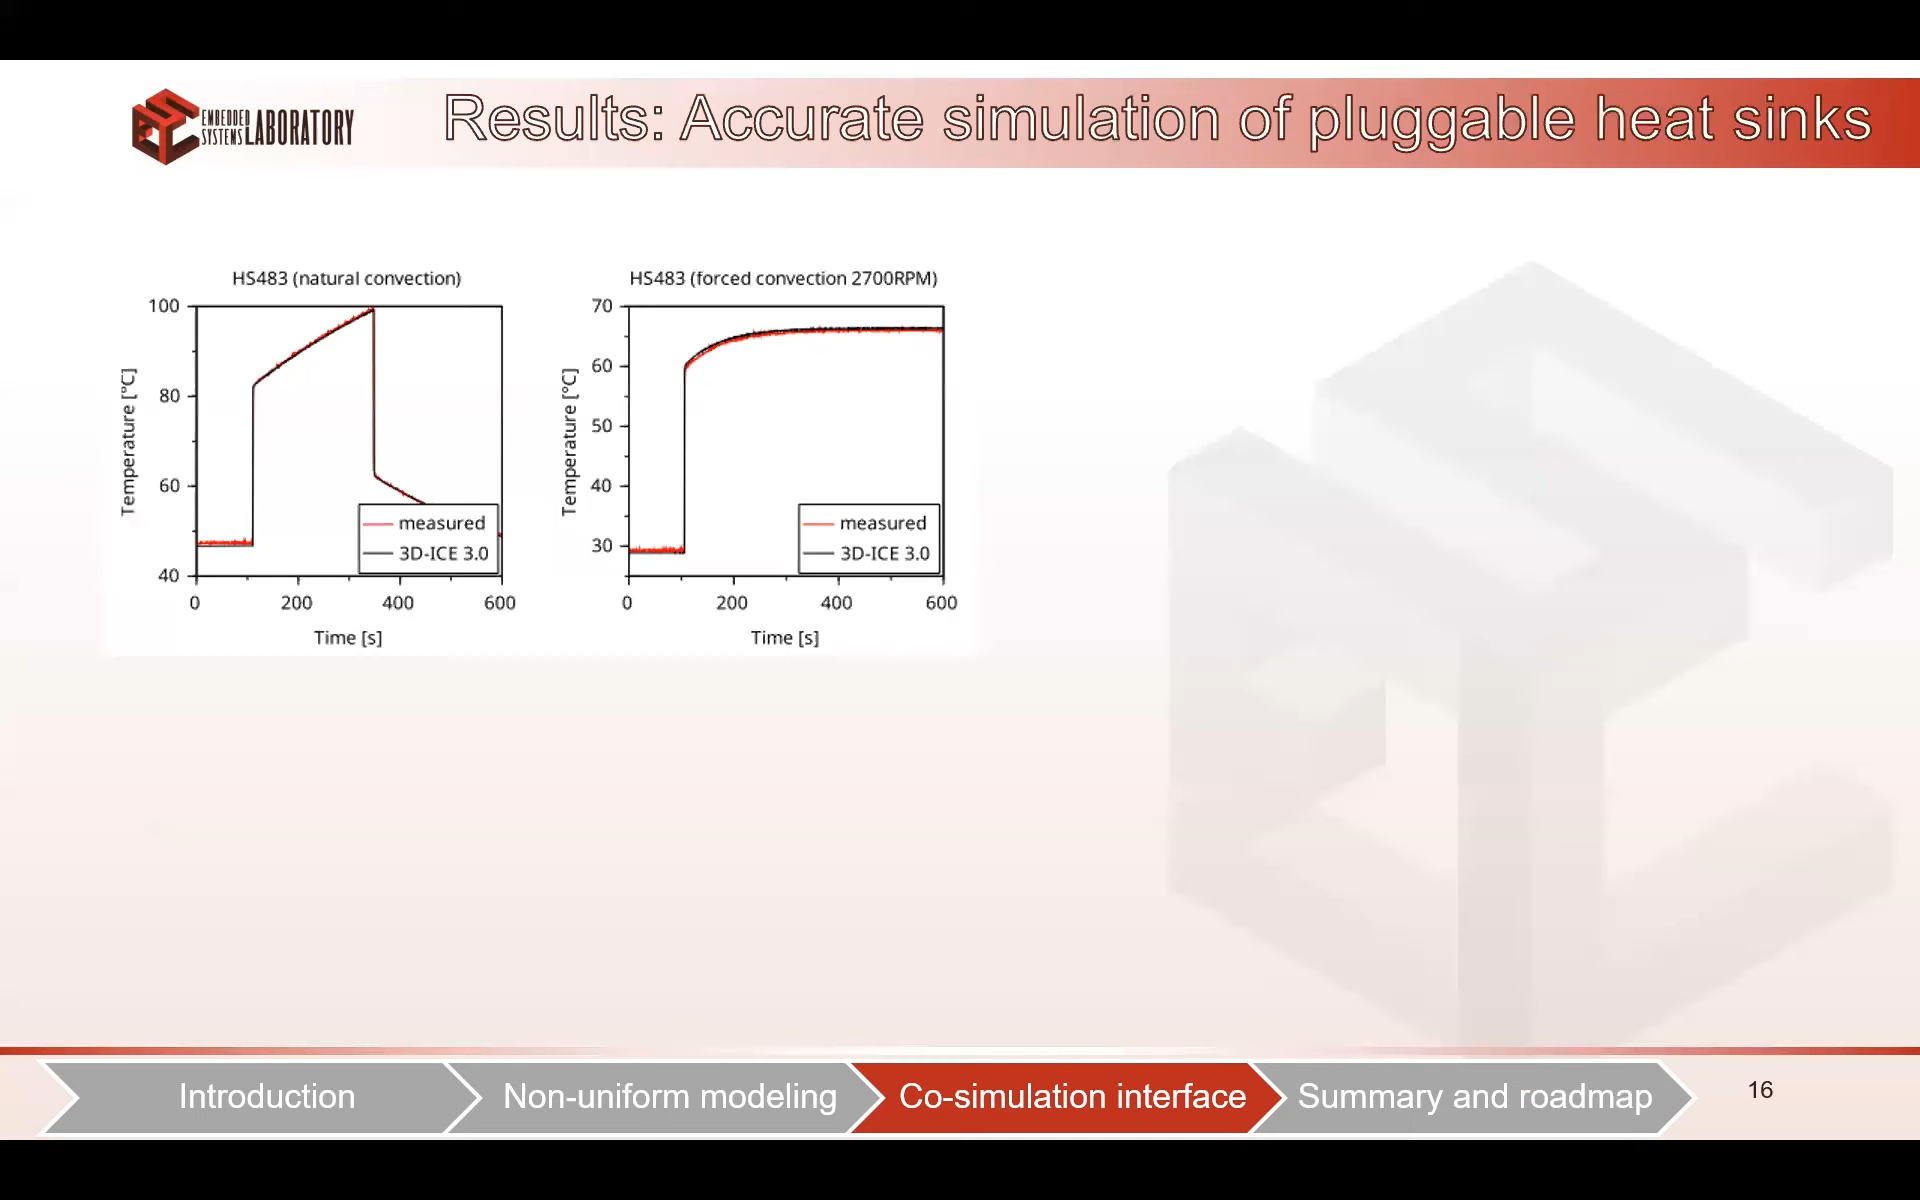 EMBEDDED
SYSTEMS LABORATORY
Results: Accurate simulation of pluggable heat sinks
HS483 (natural convection)
100
80
60
40
Temperature [°C]
0 200 400 600
Time [s]
measured
3D-ICE 3.0
HS483 (forced convection 2700RPM)
70
60
50
40
30
Temperature [°C]
0 200 400 600
Time [s]
measured
3D-ICE 3.0
Introduction
Non-uniform modeling
Co-simulation interface
Summary and roadmap
16